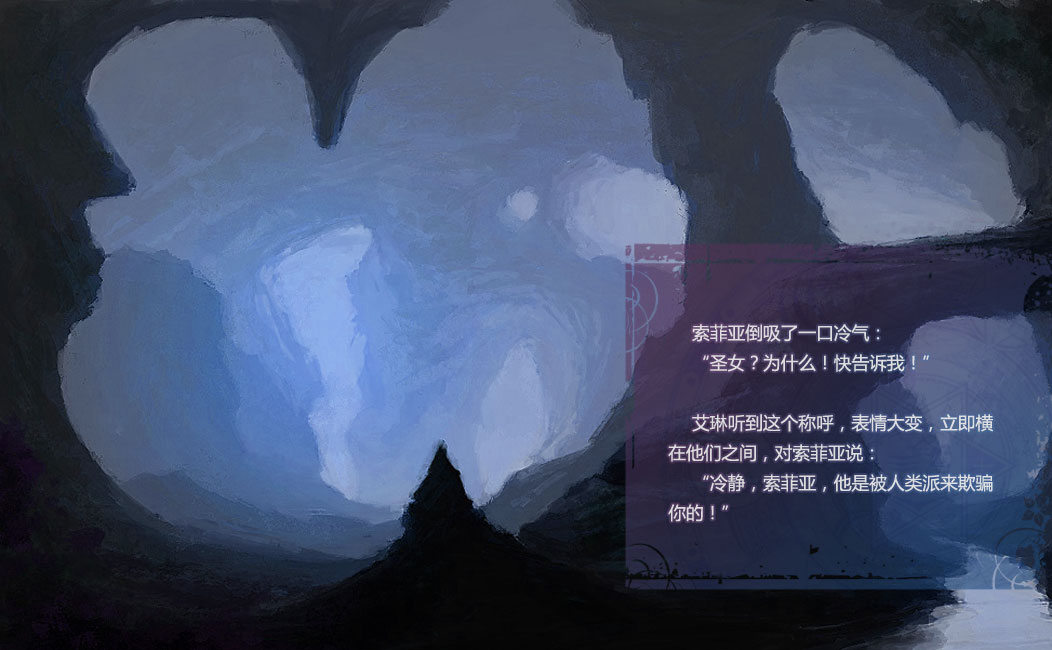 索菲亚倒吸了一口冷气：
“圣女？为什么！快告诉我！”
艾琳听到这个称呼，表情大变，立即横
在他们之间，对索菲亚说：
“冷静，索菲亚，他是被人类派来欺骗
你的！”